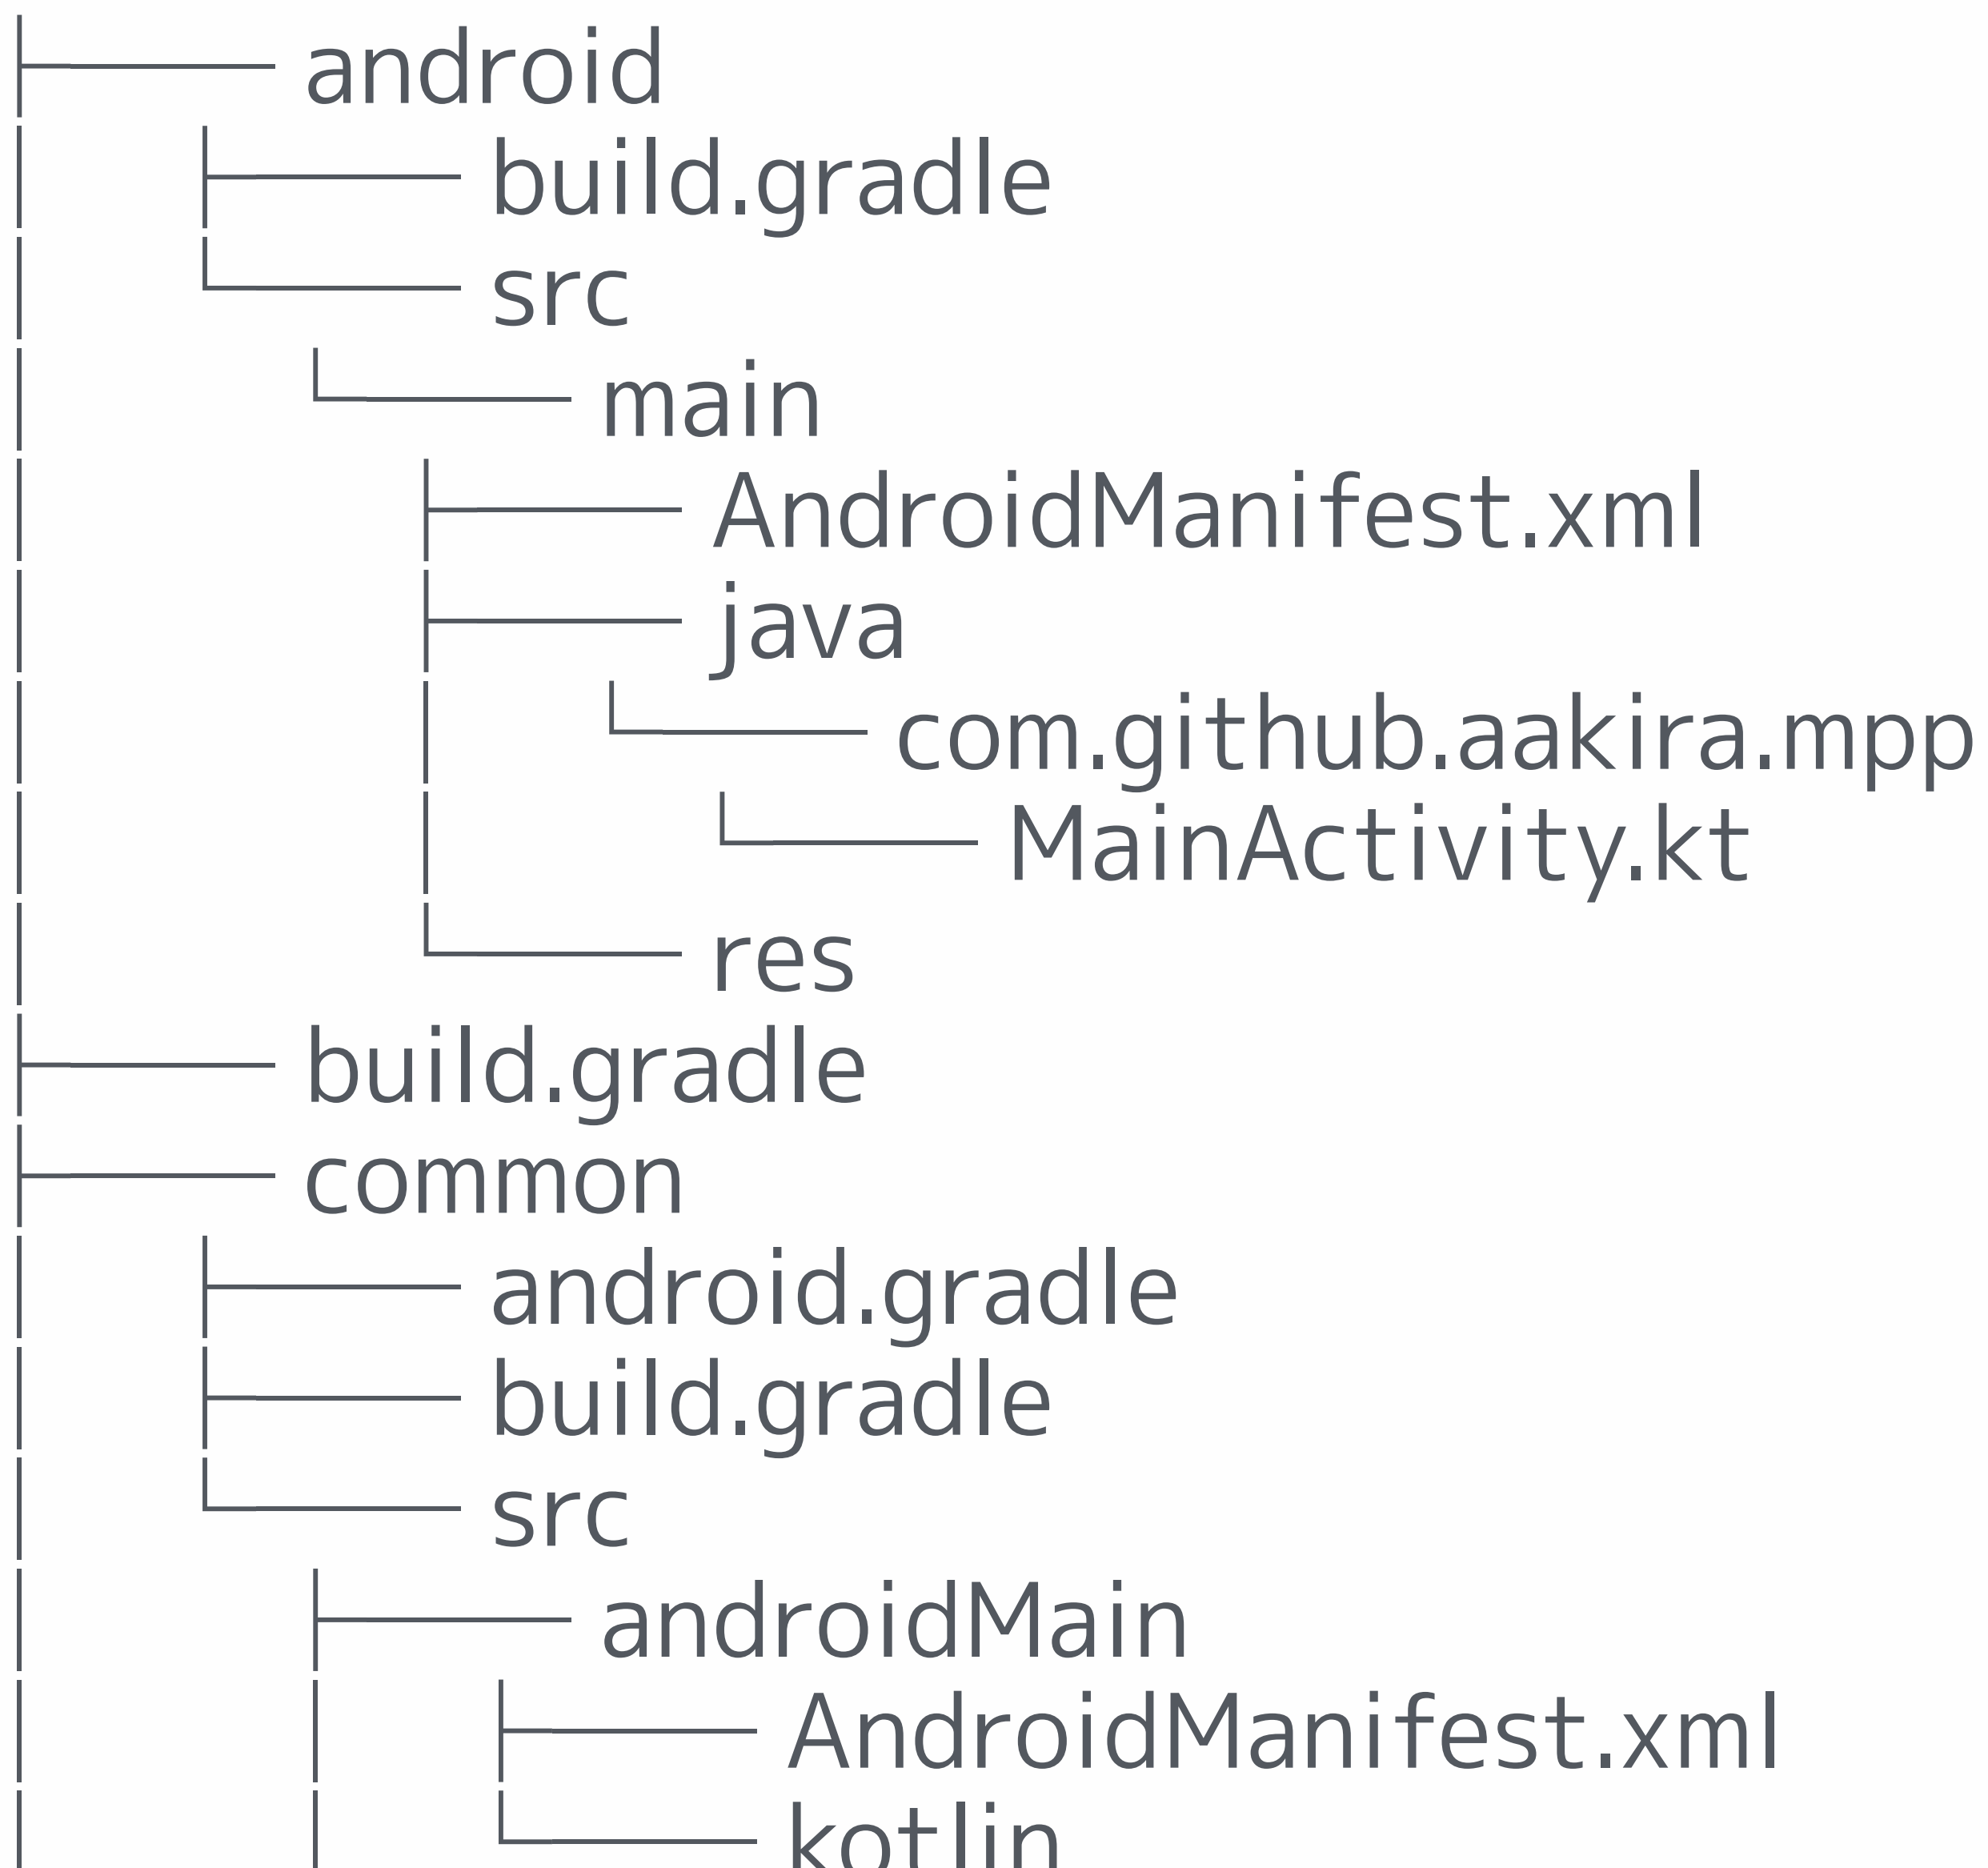 android
build.gradle
src
main
AndroidManifest.xml
java
com.github.aakira.mpp
MainActivity.kt
res
build.gradle
common
android.gradle
build.gradle
src
androidMain
AndroidManifest.xml
kotlin